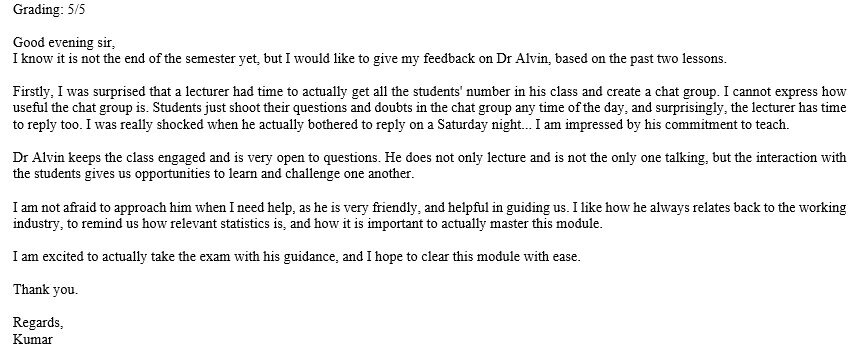 Grading: 5/5
Good evening sir,
I know it is not the end of the semester yet, but I would like to give my feedback on Dr Alvin, based on the past two lessons.
Firstly, I was surprised that a lecturer had time to actually get all the students' number in his class and create a chat group. I cannot express how
useful the chat group is. Students just shoot their questions and doubts in the chat group any time of the day, and surprisingly, the lecturer has time
to reply too. I was really shocked when he actually bothered to reply on a Saturday night... I am impressed by his commitment to teach.
Dr Alvin keeps the class engaged and is very open to questions. He does not only lecture and is not the only one talking, but the interaction with
the students gives us opportunities to learn and challenge one another.
I am not afraid to approach him when I need help, as he is very friendly, and helpful in guiding us. I like how he always relates back to the working
industry, to remind us how relevant statistics is, and how it is important to actually master this module.
I am excited to actually take the exam with his guidance, and I hope to clear this module with ease.
Thank you.
Regards,
Kumar